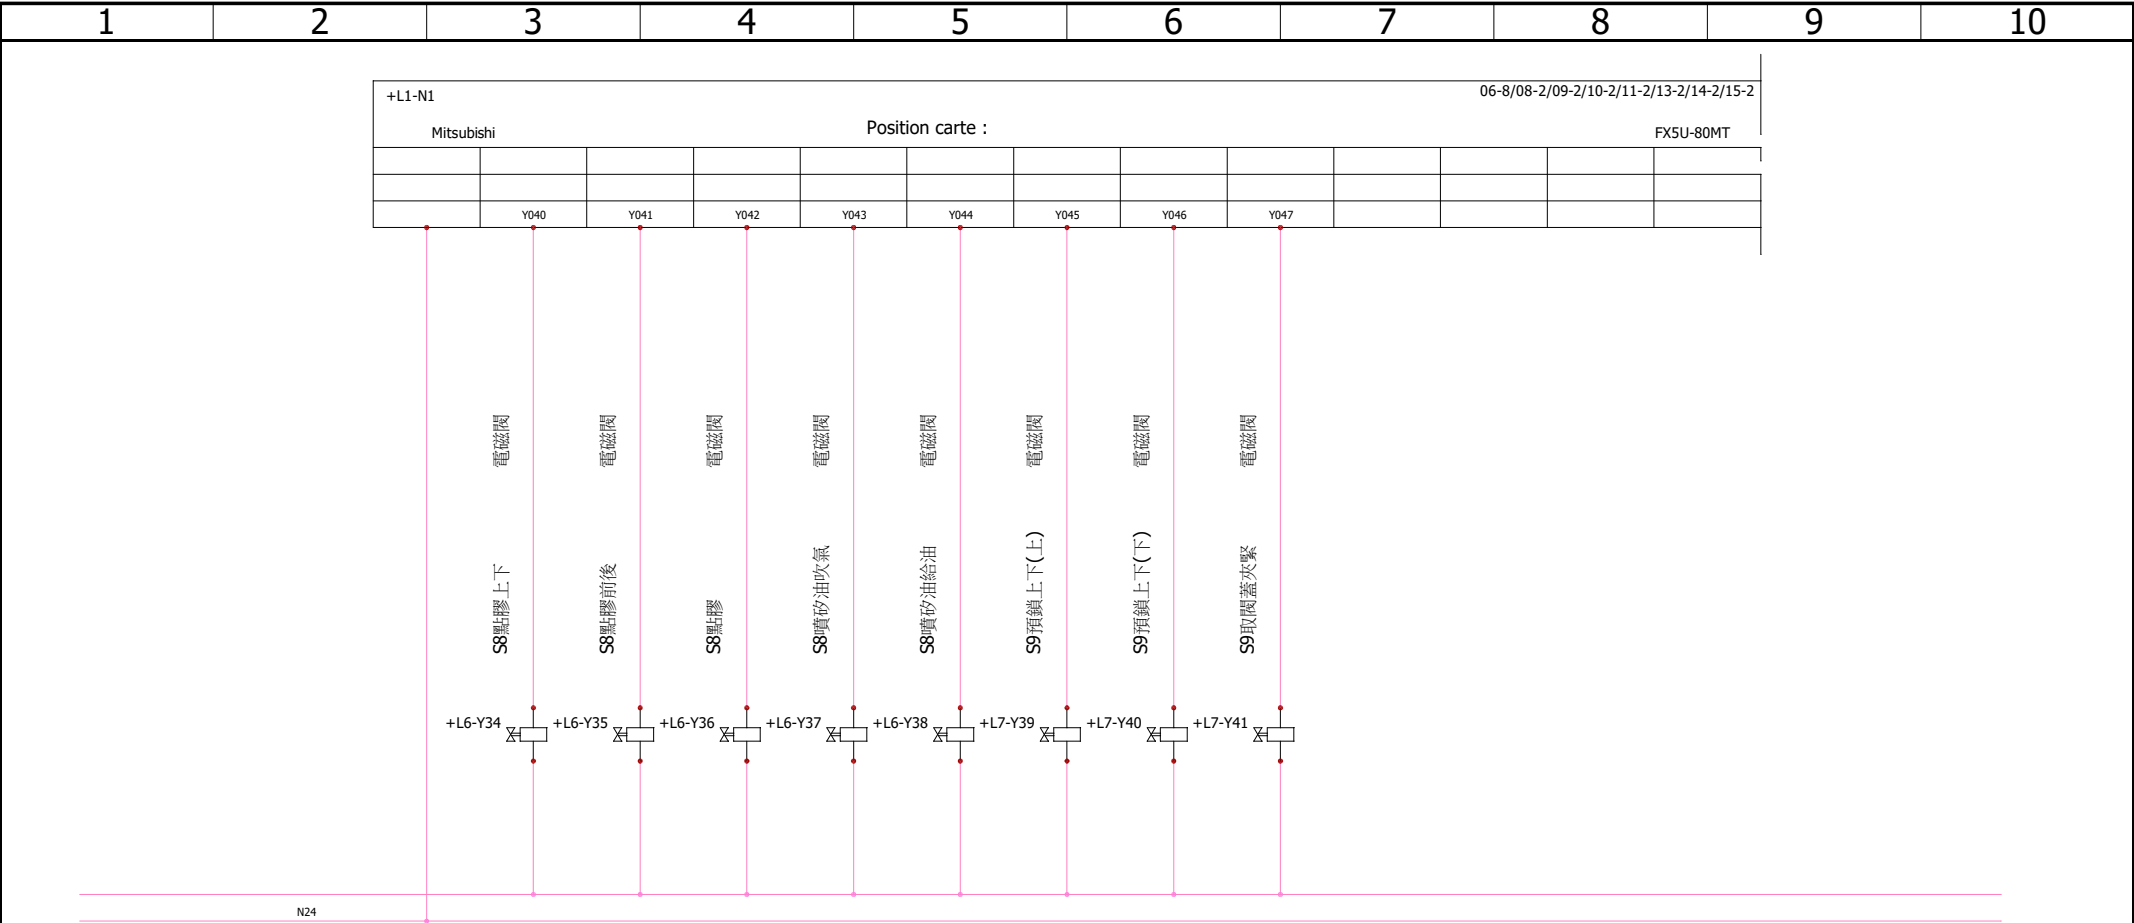 1 2 3 4 5 6 7 8 9 10
+L1-N1 06-8/08-2/09-2/10-2/11-2/13-2/14-2/15-2
Mitsubishi Position carte : FX5U-80MT
Y040 Y041 Y042 Y043 Y044 Y045 Y046 Y047
S8點膠上下 電磁閥
S8點膠前後 電磁閥
S8點膠 電磁閥
S8噴矽油吹氣 電磁閥
S8噴矽油給油 電磁閥
S9預鎖上下(上) 電磁閥
S9預鎖上下(下) 電磁閥
S9取閥蓋夾緊 電磁閥
+L6-Y34 +L6-Y35 +L6-Y36 +L6-Y37 +L6-Y38 +L7-Y39 +L7-Y40 +L7-Y41
N24